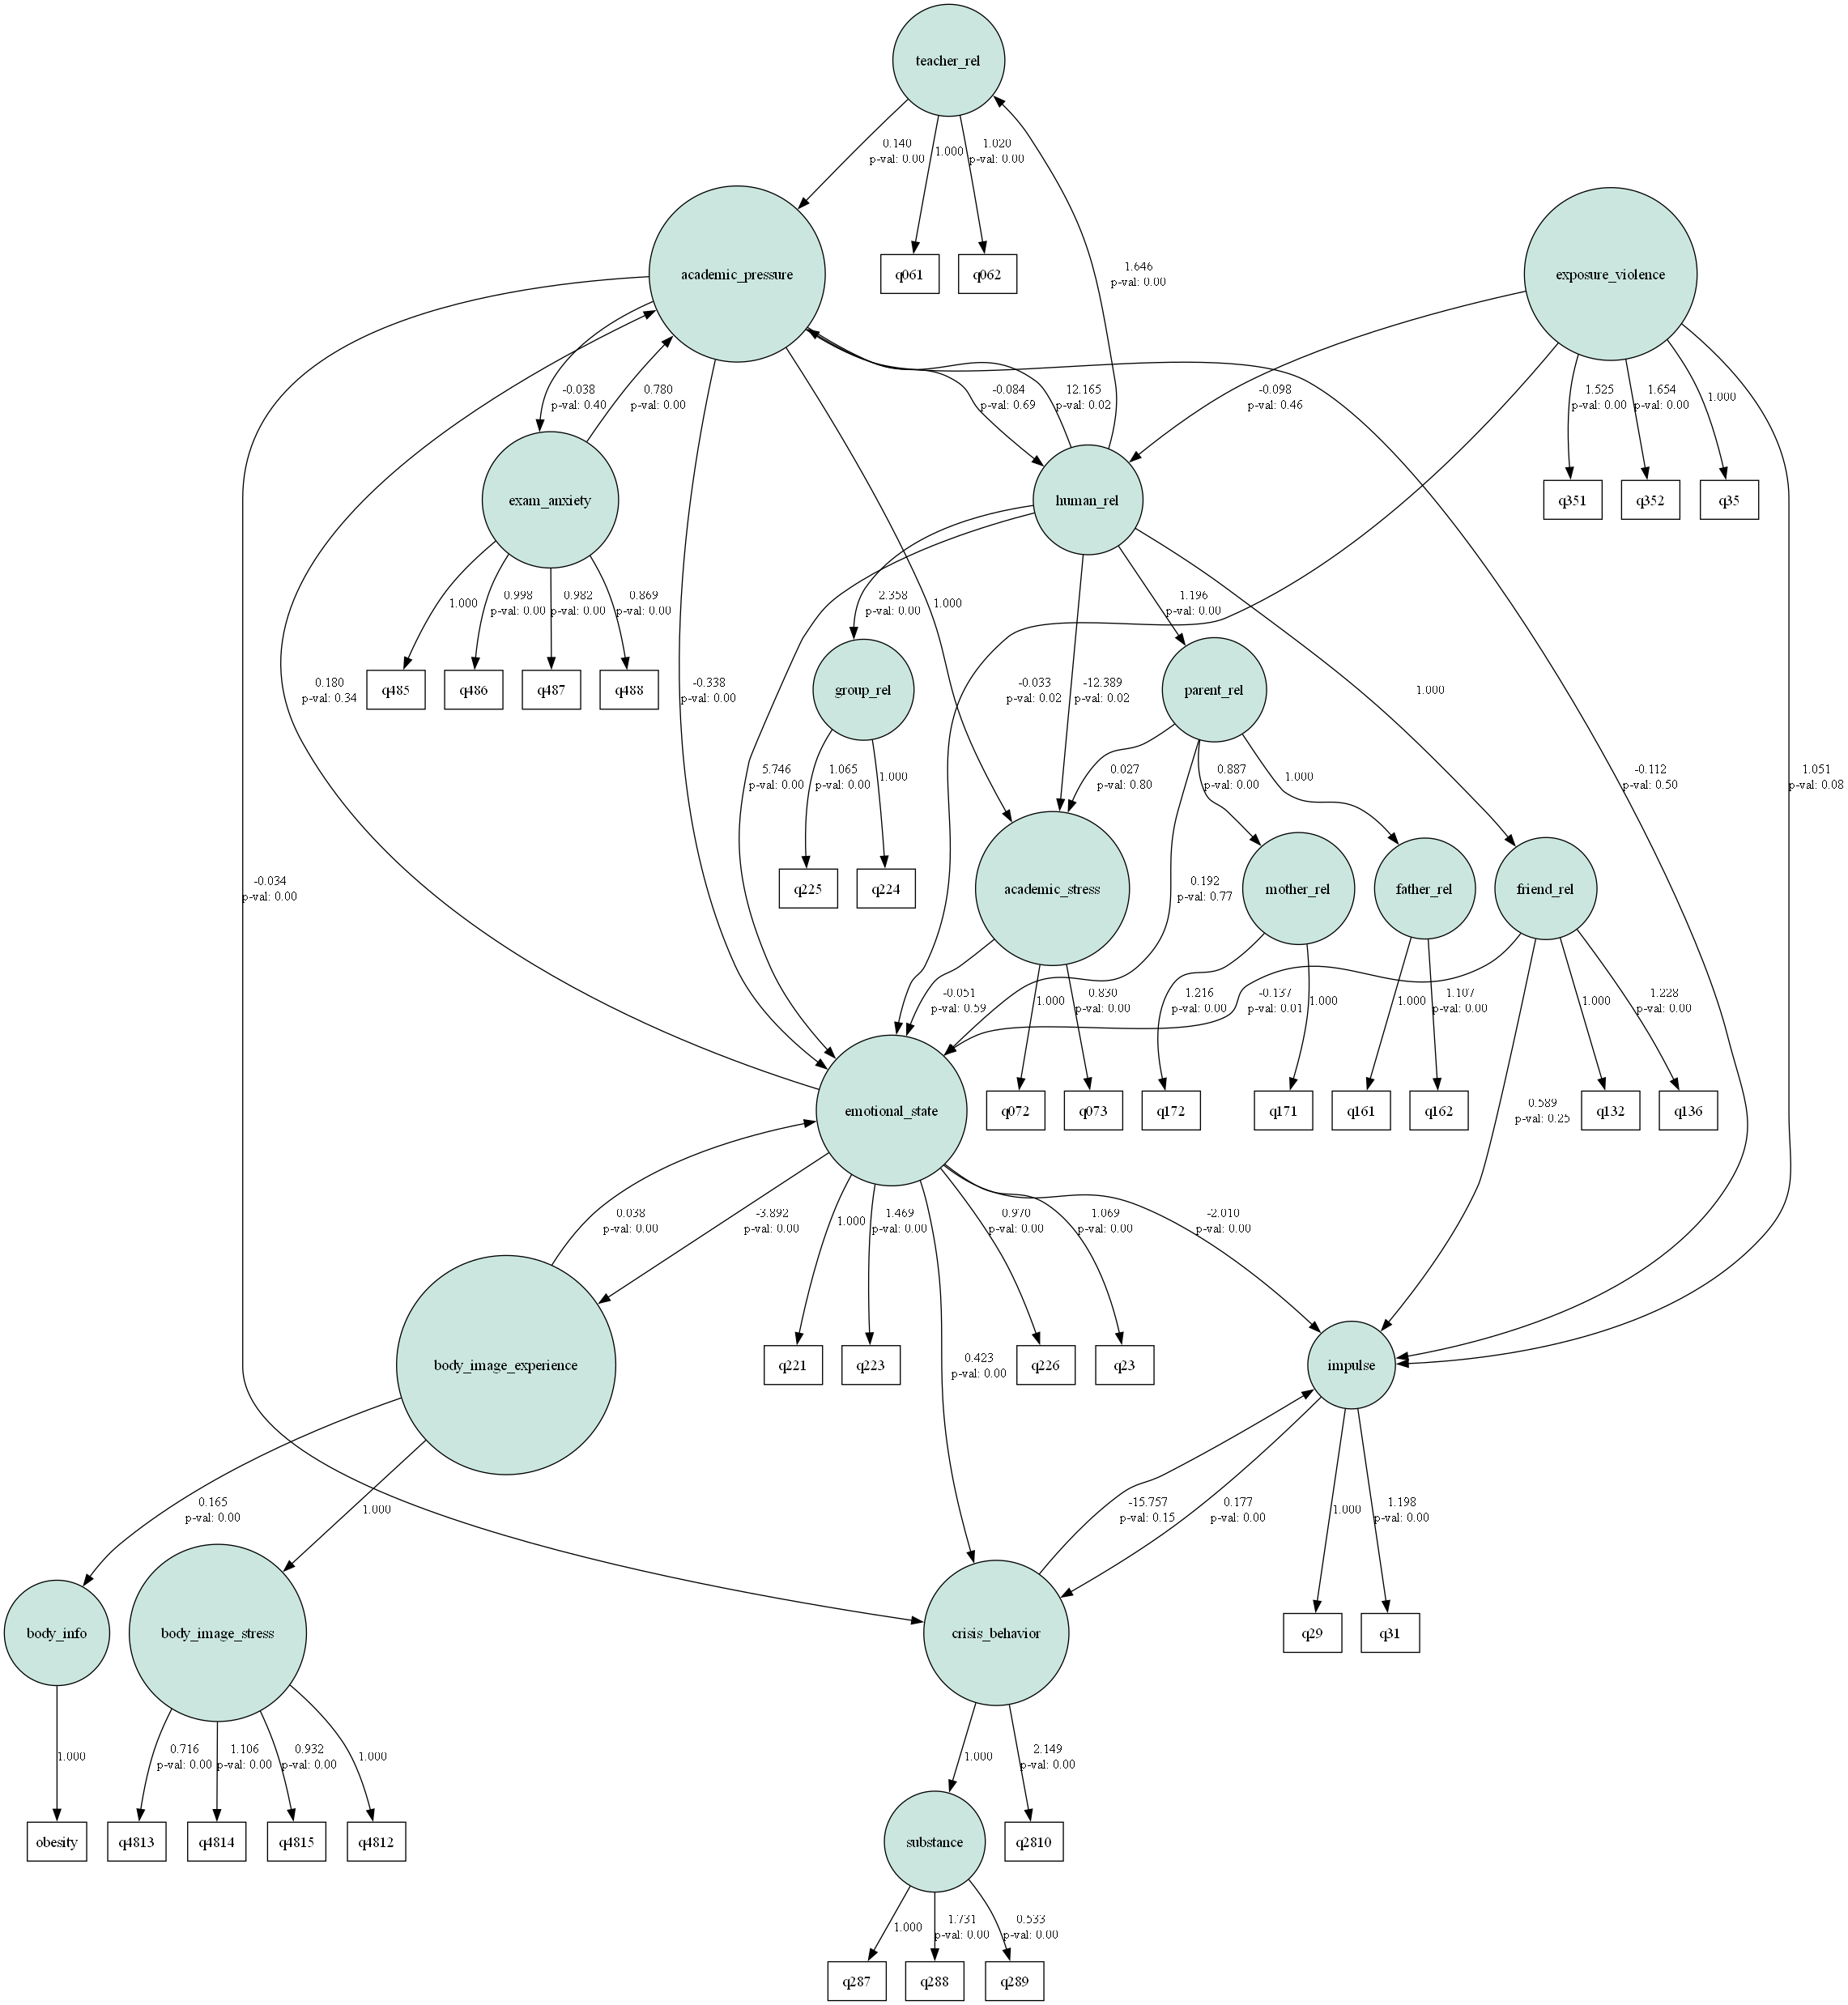 teacher_rel
0.140
p-val: 0.00
1.000
1.020
p-val: 0.00
academic_pressure
q061
q062
1.646
p-val: 0.00
exposure_violence
-0.038
p-val: 0.40
0.780
p-val: 0.00
-0.084
p-val: 0.69
12.165
p-val: 0.02
-0.098
p-val: 0.46
1.525
p-val: 0.00
1.654
p-val: 0.00
1.000
exam_anxiety
human_rel
q351
q352
q35
1.000
0.998
p-val: 0.00
0.982
p-val: 0.00
0.869
p-val: 0.00
2.358
p-val: 0.00
1.000
1.196
p-val: 0.00
0.180
p-val: 0.34
q485
q486
q487
q488
-0.338
p-val: 0.00
group_rel
-0.033
p-val: 0.02
-12.389
p-val: 0.02
parent_rel
1.000
5.746
p-val: 0.00
1.065
p-val: 0.00
1.000
0.027
p-val: 0.80
0.887
p-val: 0.00
1.000
-0.112
p-val: 0.50
1.051
p-val: 0.08
-0.034
p-val: 0.00
q225
q224
academic_stress
0.192
p-val: 0.77
mother_rel
father_rel
friend_rel
-0.051
p-val: 0.59
1.000
0.830
p-val: 0.00
1.216
p-val: 0.00
-0.137
p-val: 0.01
1.000
1.000
1.107
p-val: 0.00
1.000
1.228
p-val: 0.00
emotional_state
q072
q073
q172
q171
q161
q162
0.589
p-val: 0.25
q132
q136
0.038
p-val: 0.00
-3.892
p-val: 0.00
1.000
1.469
p-val: 0.00
0.970
p-val: 0.00
1.069
p-val: 0.00
-2.010
p-val: 0.00
body_image_experience
q221
q223
0.423
p-val: 0.00
q226
q23
impulse
0.165
p-val: 0.00
1.000
-15.757
p-val: 0.15
0.177
p-val: 0.00
1.000
1.198
p-val: 0.00
body_info
body_image_stress
crisis_behavior
q29
q31
1.000
0.716
p-val: 0.00
1.106
p-val: 0.00
0.932
p-val: 0.00
1.000
1.000
2.149
p-val: 0.00
obesity
q4813
q4814
q4815
q4812
substance
q2810
1.000
1.731
p-val: 0.00
0.533
p-val: 0.00
q287
q288
q289